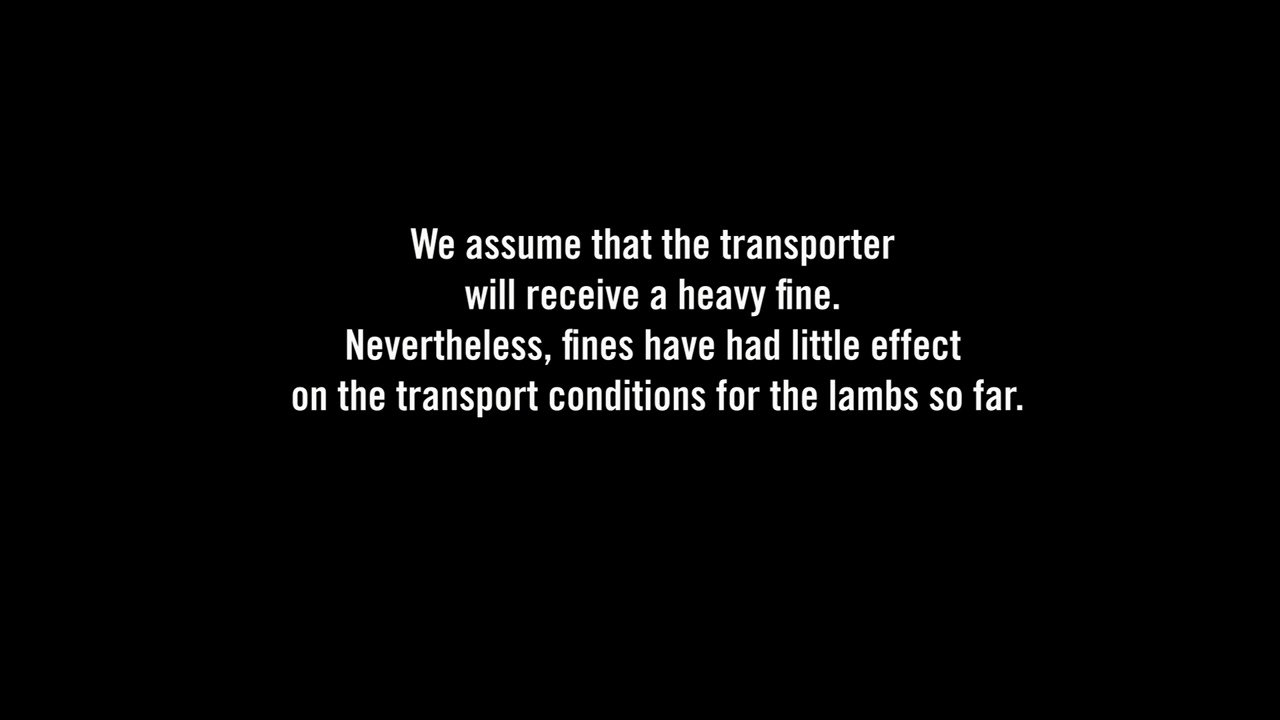 We assume that the transporter
will receive a heavy fine.
Nevertheless, fines have had little effect
on the transport conditions for the lambs so far.